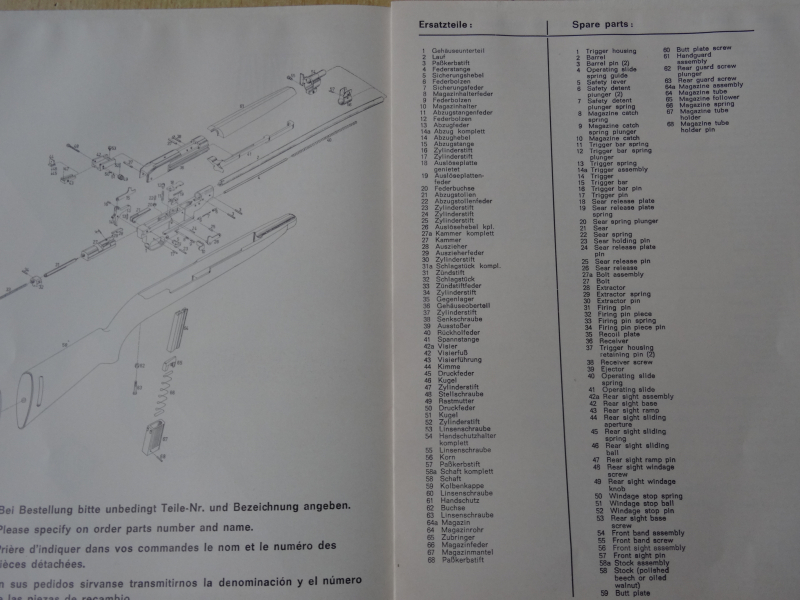 Bei Bestellung bitte unbedingt Teile-Nr. und Bezeichnung angeben.
Please specify on order parts number and name.
Prière d'indiquer dans vos commandes le nom et le numéro des
pièces détachées.
En sus pedidos sirvanse transmitirnos la denominación y el número
de las piezas de recambio.
Ersatzteile:
1 Gehäuseunterteil
2 Lauf
3 Paßkerbstift
4 Federstange
5 Sicherungshebel
6 Federbolzen
7 Sicherungsfeder
8 Magazinhalterfeder
9 Federbolzen
10 Magazinhalter
11 Abzugstangenfeder
12 Federbolzen
13 Abzugfeder
14a Abzug komplett
14 Abzughebel
15 Abzugstange
16 Zylinderstift
17 Zylinderstift
18 Auslöseplatte
genietet
19 Auslöseplatten-
feder
20 Federbuchse
21 Abzugstollen
22 Abzugstollenfeder
23 Zylinderstift
24 Zylinderstift
25 Zylinderstift
26 Auslösehebel kpl.
27a Kammer komplett
27 Kammer
28 Auszieher
29 Auszieherfeder
30 Zylinderstift
31a Schlagstück kompl.
31 Zündstift
32 Schlagstück
33 Zündstiftfeder
34 Zylinderstift
35 Gegenlager
36 Gehäuseoberteil
37 Zylinderstift
38 Senkschraube
39 Ausstoßer
40 Rückholfeder
41 Spannstange
42a Visier
42 Visierfuß
43 Visierführung
44 Kimme
45 Druckfeder
46 Kugel
47 Zylinderstift
48 Stellschraube
49 Rastmutter
50 Druckfeder
51 Kugel
52 Zylinderstift
53 Linsenschraube
54 Handschutzhalter
komplett
55 Linsenschraube
56 Korn
57 Paßkerbstift
58a Schaft komplett
58 Schaft
59 Kolbenkappe
60 Linsenschraube
61 Handschutz
62 Buchse
63 Linsenschraube
64a Magazin
64 Magazinrohr
65 Zubringer
66 Magazinfeder
67 Magazinmantel
68 Paßkerbstift
Spare parts:
1 Trigger housing
2 Barrel
3 Barrel pin (2)
4 Operating slide
spring guide
5 Safety lever
6 Safety detent
plunger (2)
7 Safety detent
plunger spring
8 Magazine catch
spring
9 Magazine catch
spring plunger
10 Magazine catch
11 Trigger bar spring
12 Trigger bar spring
plunger
13 Trigger spring
14a Trigger assembly
14 Trigger
15 Trigger bar
16 Trigger bar pin
17 Trigger pin
18 Sear release plate
19 Sear release plate
spring
20 Sear spring plunger
21 Sear
22 Sear spring
23 Sear holding pin
24 Sear release plate
pin
25 Sear release pin
26 Sear release
27a Bolt assembly
27 Bolt
28 Extractor
29 Extractor spring
30 Extractor pin
31 Firing pin
32 Firing pin piece
33 Firing pin spring
34 Firing pin piece pin
35 Recoil plate
36 Receiver
37 Trigger housing
retaining pin (2)
38 Receiver screw
39 Ejector
40 Operating slide
spring
41 Operating slide
42a Rear sight assembly
42 Rear sight base
43 Rear sight ramp
44 Rear sight sliding
aperture
45 Rear sight sliding
spring
46 Rear sight sliding
ball
47 Rear sight ramp pin
48 Rear sight windage
screw
49 Rear sight windage
knob
50 Windage stop spring
51 Windage stop ball
52 Windage stop pin
53 Rear sight base
screw
54 Front band assembly
55 Front band screw
56 Front sight assembly
57 Front sight pin
58a Stock assembly
58 Stock (polished
beech or oiled
walnut)
59 Butt plate
60 Butt plate screw
61 Handguard
assembly
62 Rear guard screw
plunger
63 Rear guard screw
64a Magazine assembly
64 Magazine tube
65 Magazine follower
66 Magazine spring
67 Magazine tube
holder
68 Magazine tube
holder pin